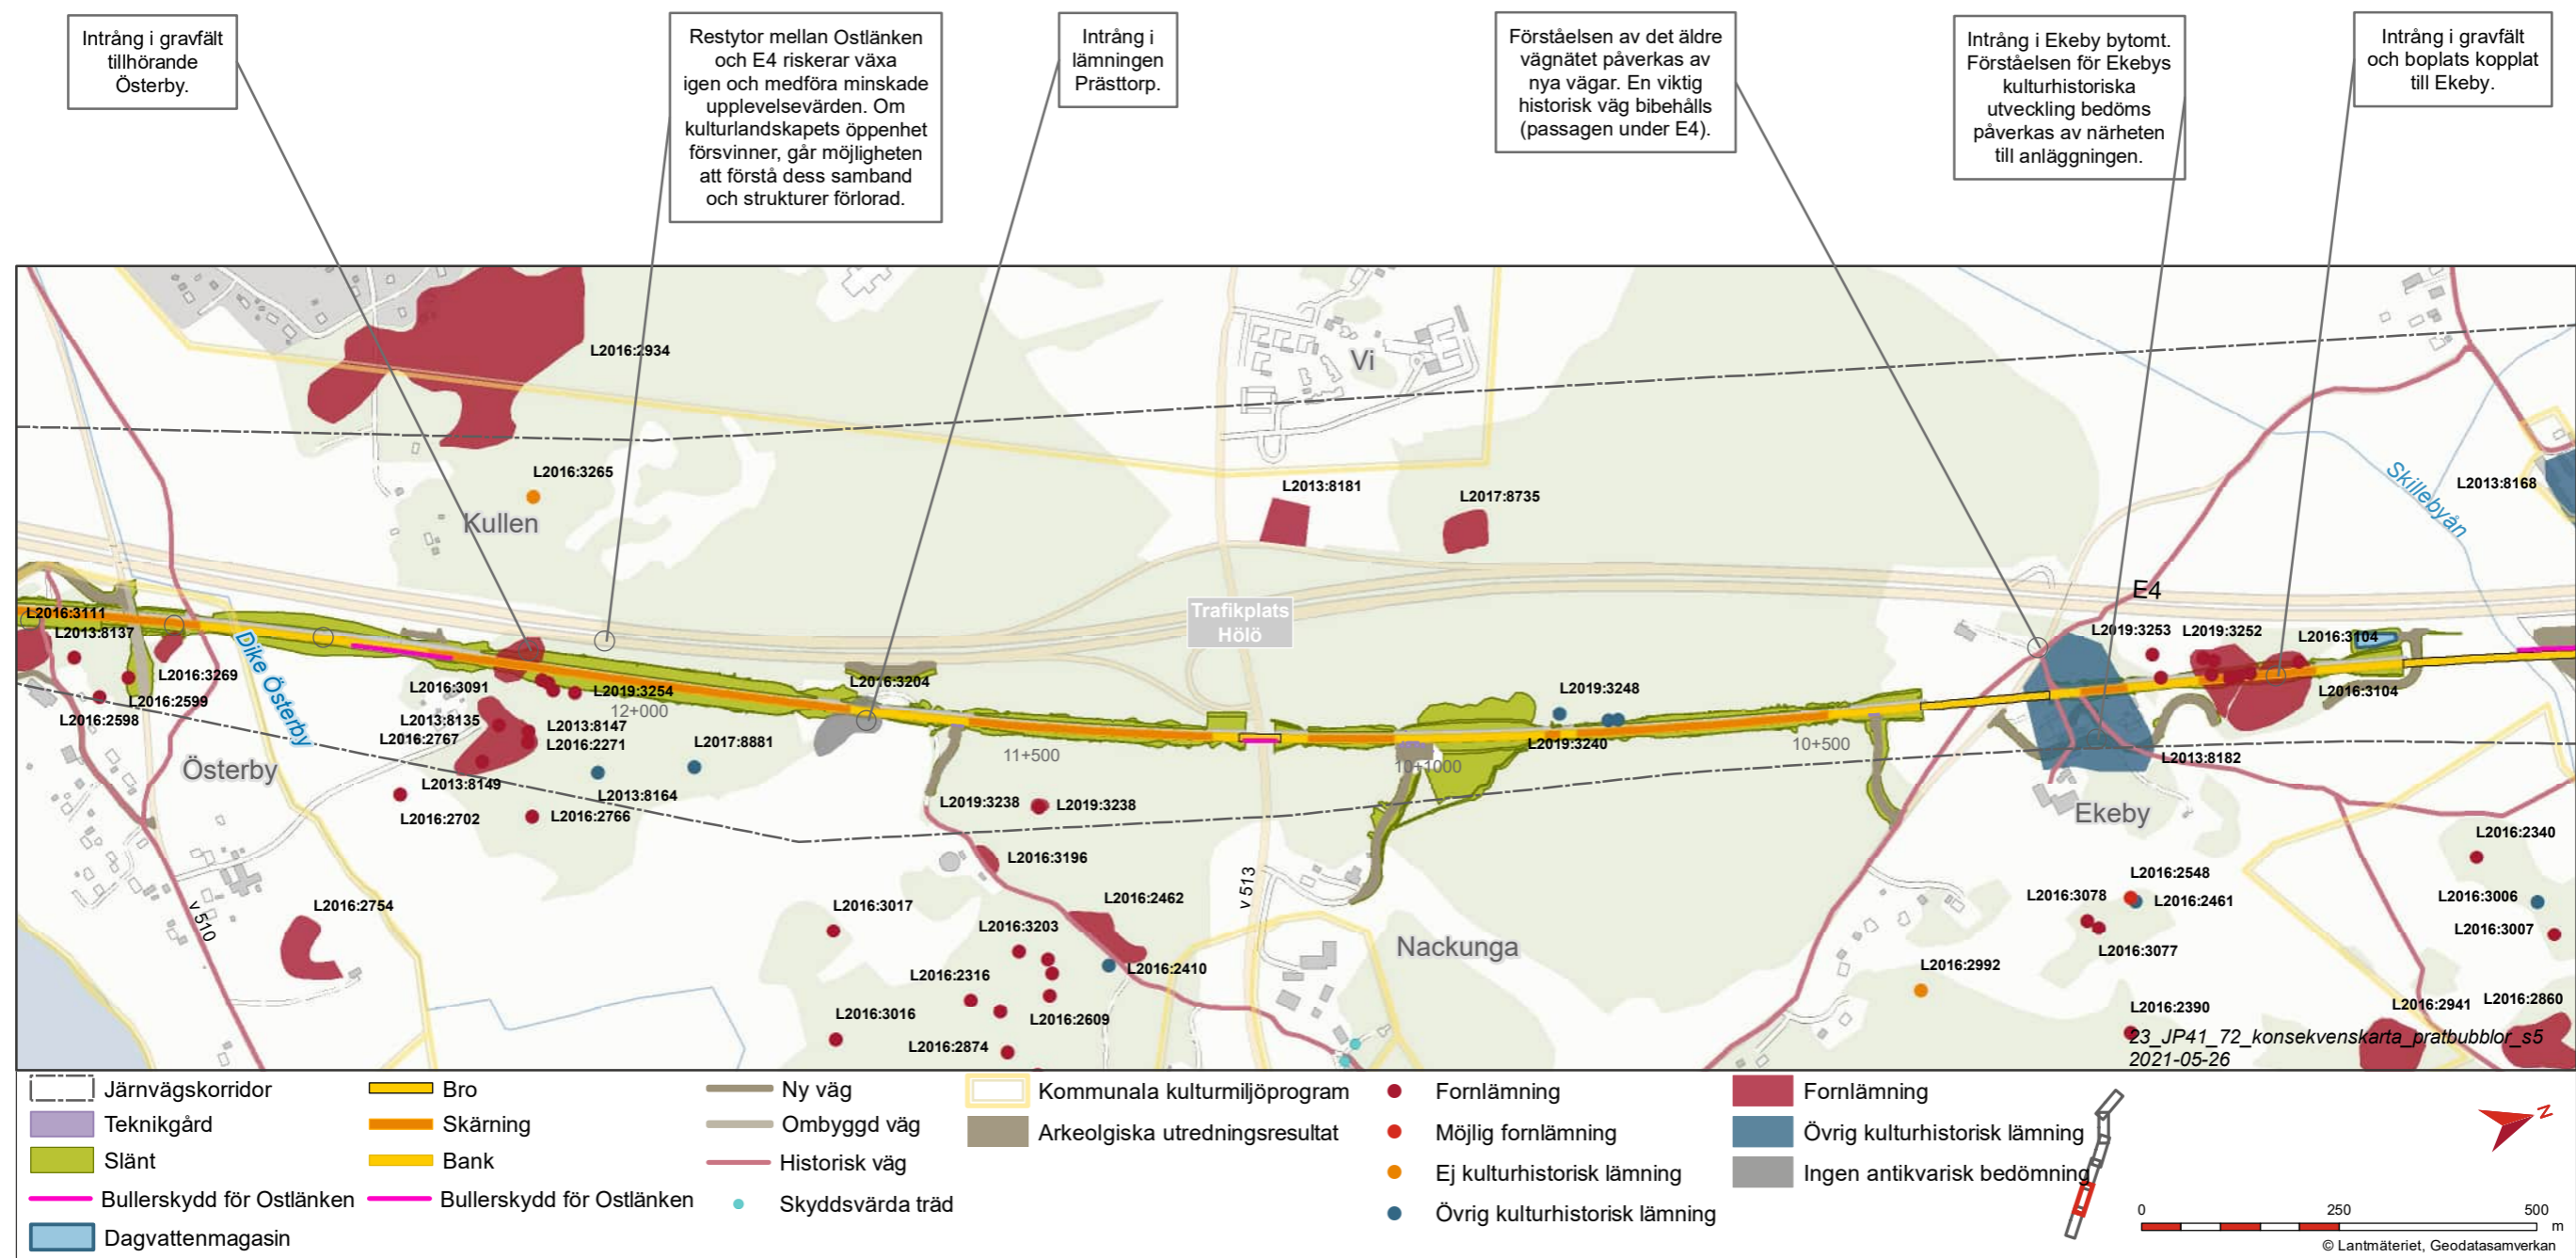 Intrång i gravfält
tillhörande
Österby.
Restytor mellan Ostlänken
och E4 riskerar växa
igen och medföra minskade
upplevelsevärden. Om
kulturlandskapets öppenhet
försvinner, går möjligheten
att förstå dess samband
och strukturer förlorad.
Intrång i
lämningen
Prästtorp.
Förståelsen av det äldre
vägnätet påverkas av
nya vägar. En viktig
historisk väg bibehålls
(passagen under E4).
Intrång i Ekeby bytomt.
Förståelsen för Ekebys
kulturhistoriska
utveckling bedöms
påverkas av närheten
till anläggningen.
Intrång i gravfält
och boplats kopplat
till Ekeby.
L2016:2934
Vi
L2016:3265
Kullen
L2013:8181
L2017:8735
L2013:8168
Skillebyån
E4
Trafikplats
Hölö
L2016:3111
L2013:8137
L2016:3269
L2016:2599
L2016:2598
Dike Österby
Österby
L2016:3091
L2019:3254
12+000
L2013:8135
L2013:8147
L2016:2767
L2016:2271
L2017:8881
L2013:8149
L2013:8164
L2016:2702
L2016:2766
L2016:3204
11+500
L2019:3238
L2019:3238
L2019:3248
L2019:3240
10+1000
10+500
L2019:3253
L2019:3252
L2016:3104
L2016:3104
L2013:8182
Ekeby
L2016:3196
L2016:2754
v 510
L2016:3017
L2016:2462
v 513
L2016:3203
L2016:2316
L2016:2410
L2016:3016
L2016:2609
L2016:2874
Nackunga
L2016:2340
L2016:2548
L2016:3078
L2016:2461
L2016:3006
L2016:3007
L2016:3077
L2016:2992
L2016:2390
L2016:2941
L2016:2860
23_JP41_72_konsekvenskarta_pratbubblor_s5
2021-05-26
Järnvägskorridor
Teknikgård
Slänt
Bullerskydd för Ostlänken
Dagvattenmagasin
Bro
Skärning
Bank
Bullerskydd för Ostlänken
Ny väg
Ombyggd väg
Historisk väg
Skyddsvärda träd
Kommunala kulturmiljöprogram
Arkeolgiska utredningsresultat
Fornlämning
Möjlig fornlämning
Ej kulturhistorisk lämning
Övrig kulturhistorisk lämning
Fornlämning
Övrig kulturhistorisk lämning
Ingen antikvarisk bedömning
N
0 250 500
m
© Lantmäteriet, Geodatasamverkan